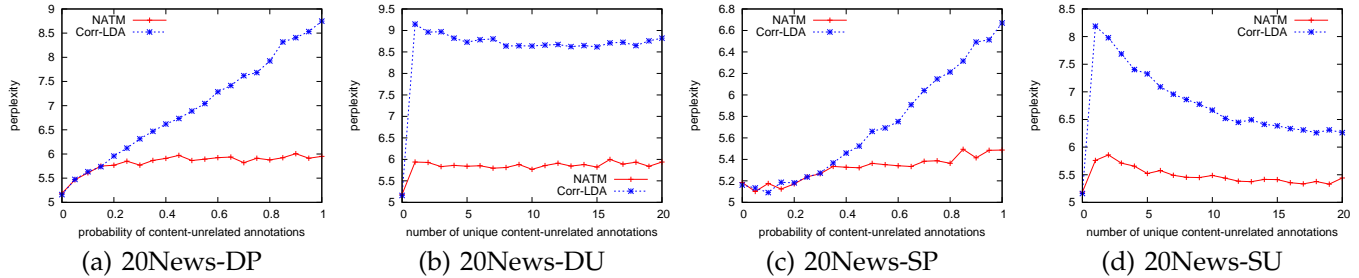 9
8.5
8
7.5
7
6.5
6
5.5
5
perplexity
NATM
Corr-LDA
0 0.2 0.4 0.6 0.8 1
probability of content-unrelated annotations
(a) 20News-DP
9.5
9
8.5
8
7.5
7
6.5
6
5.5
5
perplexity
NATM
Corr-LDA
0 5 10 15 20
number of unique content-unrelated annotations
(b) 20News-DU
6.8
6.6
6.4
6.2
6
5.8
5.6
5.4
5.2
5
perplexity
NATM
Corr-LDA
0 0.2 0.4 0.6 0.8 1
probability of content-unrelated annotations
(c) 20News-SP
8.5
8
7.5
7
6.5
6
5.5
5
perplexity
NATM
Corr-LDA
0 5 10 15 20
number of unique content-unrelated annotations
(d) 20News-SU